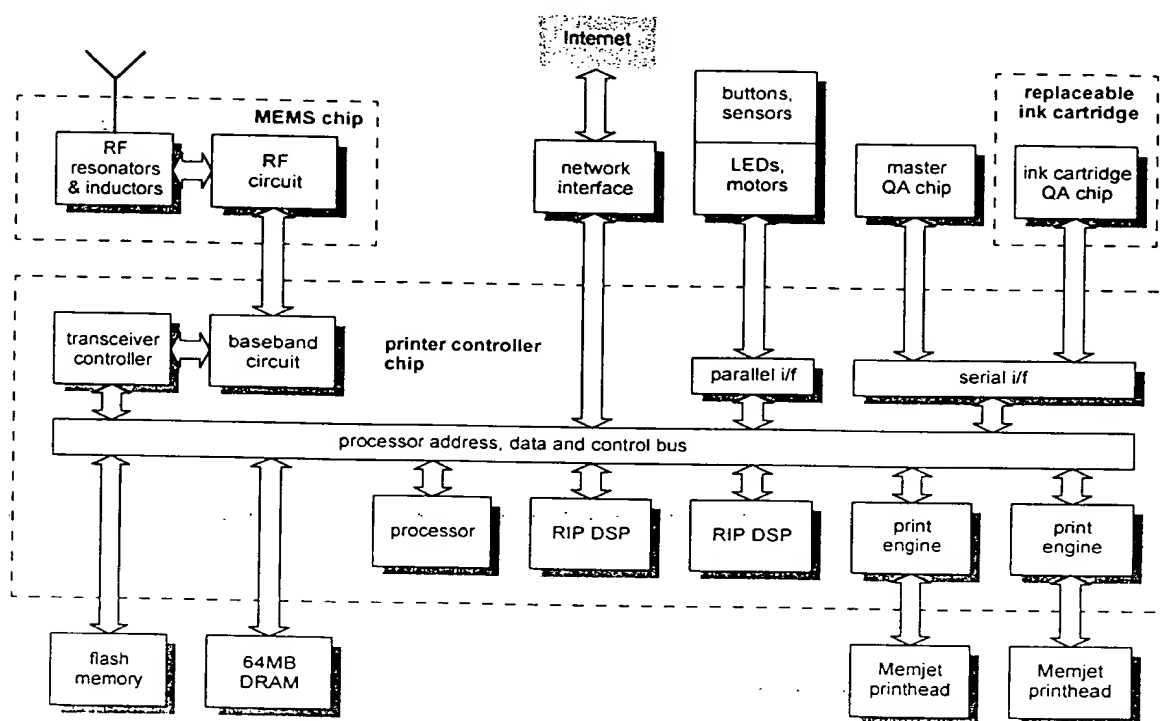 Internet
MEMS chip
RF
resonators
& inductors
RF
circuit
network
interface
buttons,
sensors
LEDs,
motors
master
QA chip
replaceable
ink cartridge
ink cartridge
QA chip
transceiver
controller
baseband
circuit
printer controller
chip
parallel i/f
serial i/f
processor address, data and control bus
processor
RIP DSP
RIP DSP
print
engine
print
engine
flash
memory
64MB
DRAM
Memjet
printhead
Memjet
printhead